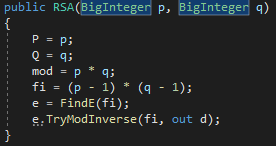 public RSA(BigInteger p, BigInteger q)
{
P = p;
Q = q;
mod = p * q;
fi = (p - 1) * (q - 1);
e = FindE(fi);
e.TryModInverse(fi, out d);
}